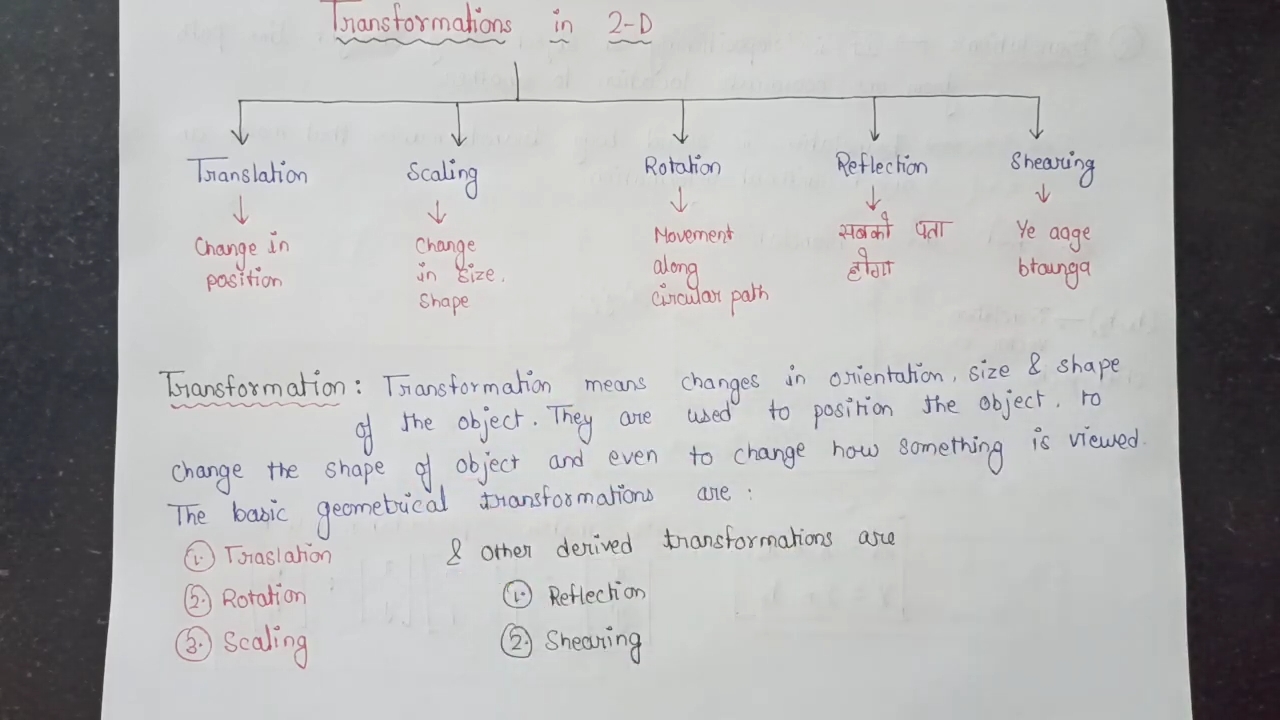 Transformations in 2-D
Translation Scaling Rotation Reflection Shearing
Change in position
Change in size. Shape
Movement along circular path
सबको पता होगा
Ye aage btaunga
Transformation: Transformation means changes in orientation, size & shape
of the object. They are used to position the object, to
change the shape of object and even to change how something is viewed.
The basic geometrical transformations are:
1. Traslation
2. Rotation
3. Scaling
& other derived transformations are
1. Reflection
2. Shearing